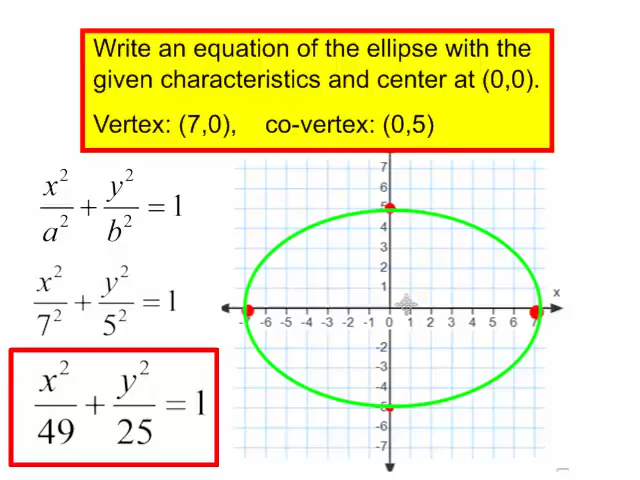 Write an equation of the ellipse with the
given characteristics and center at (0,0).
Vertex: (7,0), co-vertex: (0,5)
x²/a² + y²/b² = 1
x²/7² + y²/5² = 1
x²/49 + y²/25 = 1
7
6
4
3
2
1
x
-6 -5 -4 -3 -2 -1 0 1 2 3 4 5 6 7
-2
-3
-4
-6
-7